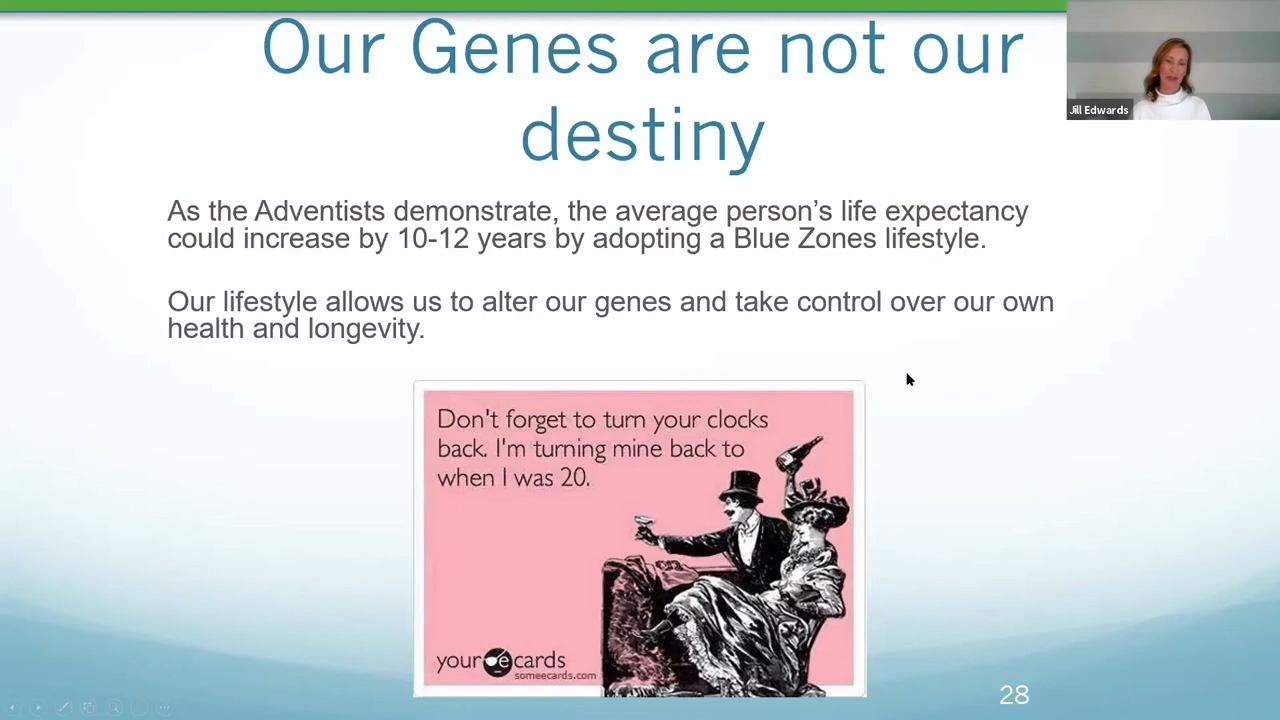 Our Genes are not our
destiny
Jill Edwards
As the Adventists demonstrate, the average person’s life expectancy
could increase by 10-12 years by adopting a Blue Zones lifestyle.
Our lifestyle allows us to alter our genes and take control over our own
health and longevity.
Don't forget to turn your clocks
back. I'm turning mine back to
when I was 20.
your e cards
someecards.com
28